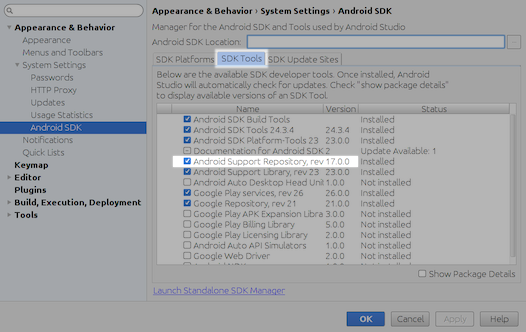 Appearance & Behavior › System Settings › Android SDK
Manager for the Android SDK and Tools used by Android Studio
Android SDK Location:
SDK Platforms SDK Tools SDK Update Sites
Below are the available SDK developer tools. Once installed, Android
Studio will automatically check for updates. Check "show package details"
to display available versions of an SDK Tool.
Name Version Status
Android SDK Build Tools Installed
Android SDK Tools 24.3.4 24.3.4 Installed
Android SDK Platform-Tools 23 23.0.0 Installed
Documentation for Android SDK 2 Update Available: 1
Android Support Repository, rev 17.0.0 Installed
Android Support Library, rev 23 23.0.0 Installed
Android Auto Desktop Head Unit 1.0.0 Not installed
Google Play services, rev 26 26.0.0 Installed
Google Repository, rev 21 21.0.0 Installed
Google Play APK Expansion Libra 3.0.0 Not installed
Google Play Billing Library 5.0.0 Not installed
Google Play Licensing Library 2.0.0 Not installed
Android Auto API Simulators 1.0.0 Not installed
Google Web Driver 2.0.0 Not installed
Show Package Details
Launch Standalone SDK Manager
Appearance & Behavior
Appearance
Menus and Toolbars
System Settings
Passwords
HTTP Proxy
Updates
Usage Statistics
Android SDK
Notifications
Quick Lists
Keymap
Editor
Plugins
Build, Execution, Deployment
Tools
OK Cancel Apply Help